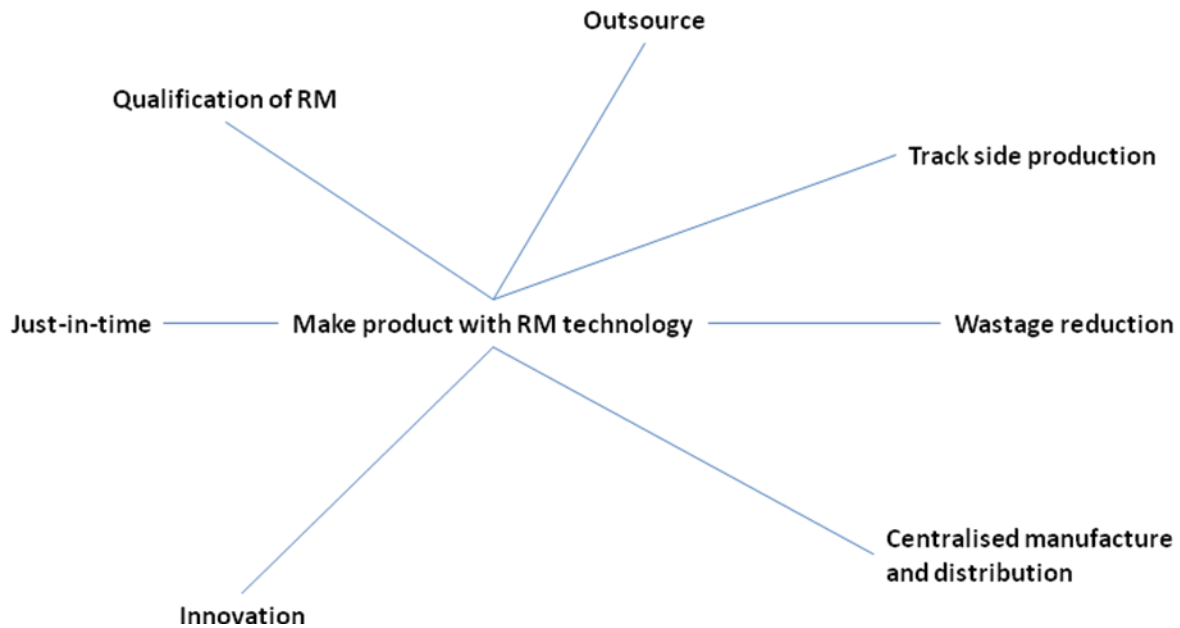 Outsource
Qualification of RM
Track side production
Just-in-time
Make product with RM technology
Wastage reduction
Centralised manufacture
and distribution
Innovation